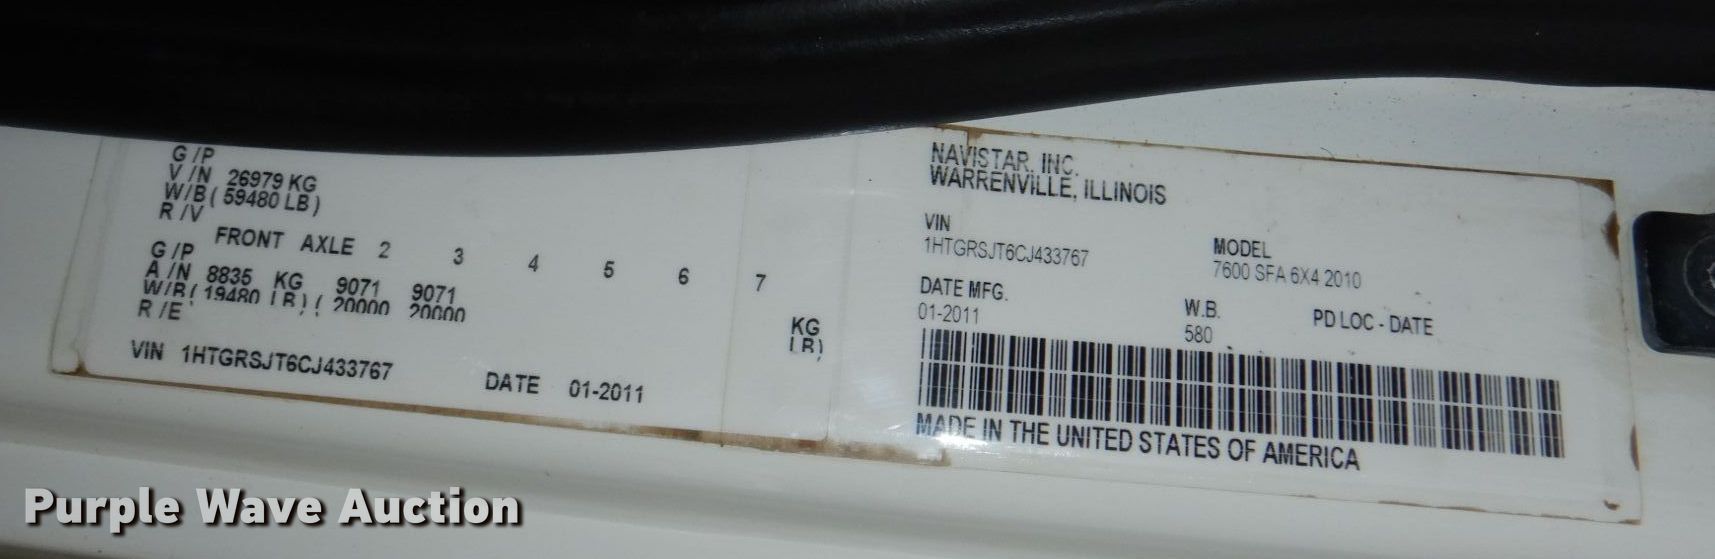 G/P
V/N 26979 KG
W/B( 59480 LB)
R/V
FRONT AXLE 2 3 4 5 6 7
G/P
A/N 8835 KG 9071 9071
W/B( 19480 LB)( 20000 20000
R/E
KG
LB)
VIN 1HTGRSJT6CJ433767 DATE 01-2011
NAVISTAR, INC.
WARRENVILLE, ILLINOIS
VIN
1HTGRSJT6CJ433767
MODEL
7600 SFA 6X4 2010
DATE MFG.
01-2011
W.B.
580
PD LOC - DATE
MADE IN THE UNITED STATES OF AMERICA
Purple Wave Auction